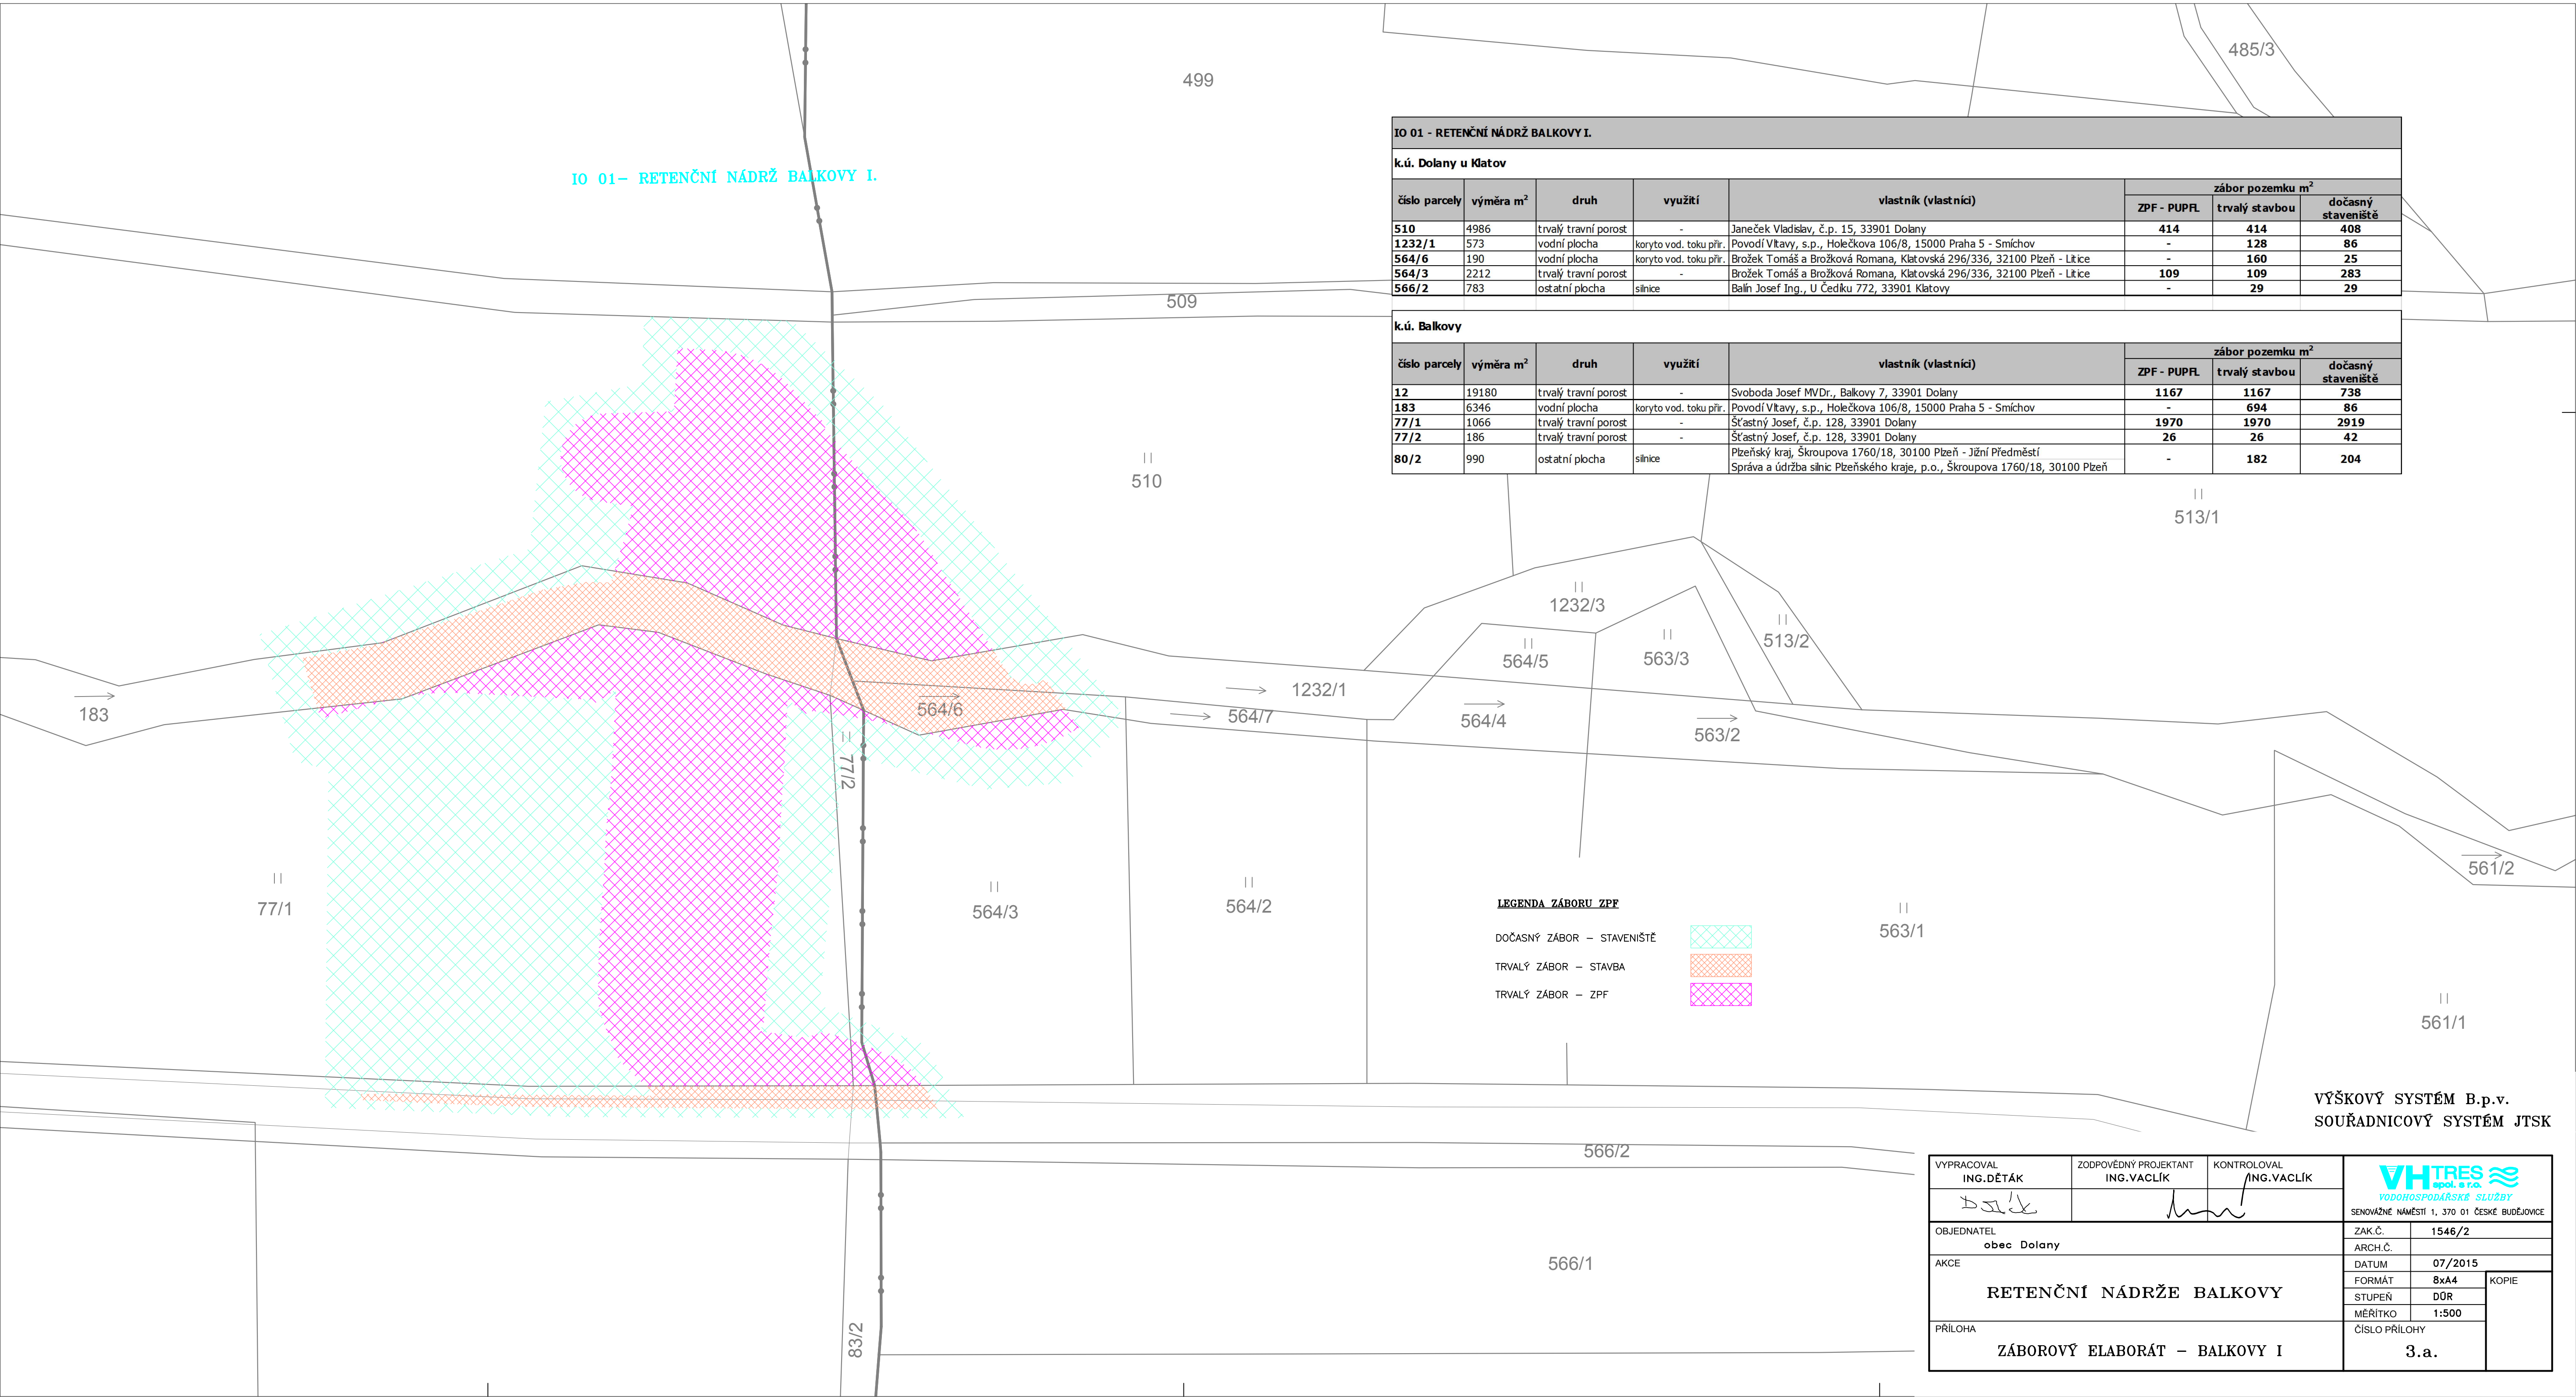 485/3
499
IO 01– RETENČNÍ NÁDRŽ BALKOVY I.
IO 01 - RETENČNÍ NÁDRŽ BALKOVY I.
k.ú. Dolany u Klatov
číslo parcely výměra m² druh využití vlastník (vlastníci) zábor pozemku m²
ZPF - PUPFL trvalý stavbou dočasný staveniště
510 4986 trvalý travní porost - Janeček Vladislav, č.p. 15, 33901 Dolany 414 414 408
1232/1 573 vodní plocha koryto vod. toku přir. Povodí Vltavy, s.p., Holečkova 106/8, 15000 Praha 5 - Smíchov - 128 86
564/6 190 vodní plocha koryto vod. toku přir. Brožek Tomáš a Brožková Romana, Klatovská 296/336, 32100 Plzeň - Litice - 160 25
564/3 2212 trvalý travní porost - Brožek Tomáš a Brožková Romana, Klatovská 296/336, 32100 Plzeň - Litice 109 109 283
566/2 783 ostatní plocha silnice Balín Josef Ing., U Čedíku 772, 33901 Klatovy - 29 29
k.ú. Balkovy
číslo parcely výměra m² druh využití vlastník (vlastníci) zábor pozemku m²
ZPF - PUPFL trvalý stavbou dočasný staveniště
12 19180 trvalý travní porost - Svoboda Josef MVDr., Balkovy 7, 33901 Dolany 1167 1167 738
183 6346 vodní plocha koryto vod. toku přir. Povodí Vltavy, s.p., Holečkova 106/8, 15000 Praha 5 - Smíchov - 694 86
77/1 1066 trvalý travní porost - Šťastný Josef, č.p. 128, 33901 Dolany 1970 1970 2919
77/2 186 trvalý travní porost - Šťastný Josef, č.p. 128, 33901 Dolany 26 26 42
80/2 990 ostatní plocha silnice Plzeňský kraj, Škroupova 1760/18, 30100 Plzeň - Jižní Předměstí - 182 204
Správa a údržba silnic Plzeňského kraje, p.o., Škroupova 1760/18, 30100 Plzeň
509
510
513/1
1232/3
513/2
564/5
563/3
183
564/6
1232/1
564/7
564/4
563/2
77/2
561/2
77/1
564/3
564/2
563/1
561/1
LEGENDA ZÁBORU ZPF
DOČASNÝ ZÁBOR – STAVENIŠTĚ
TRVALÝ ZÁBOR – STAVBA
TRVALÝ ZÁBOR – ZPF
VÝŠKOVÝ SYSTÉM B.p.v.
SOUŘADNICOVÝ SYSTÉM JTSK
566/2
566/1
83/2
VYPRACOVAL
ING.DĚTÁK
ZODPOVĚDNÝ PROJEKTANT
ING.VACLÍK
KONTROLOVAL
ING.VACLÍK
VH TRES
spol. s r.o.
VODOHOSPODÁŘSKÉ SLUŽBY
SENOVÁŽNÉ NÁMĚSTÍ 1, 370 01 ČESKÉ BUDĚJOVICE
OBJEDNATEL
obec Dolany
AKCE
RETENČNÍ NÁDRŽE BALKOVY
PŘÍLOHA
ZÁBOROVÝ ELABORÁT – BALKOVY I
ZAK.Č. 1546/2
ARCH.Č.
DATUM 07/2015
FORMÁT 8xA4
KOPIE
STUPEŇ DÚR
MĚŘÍTKO 1:500
ČÍSLO PŘÍLOHY
3.a.